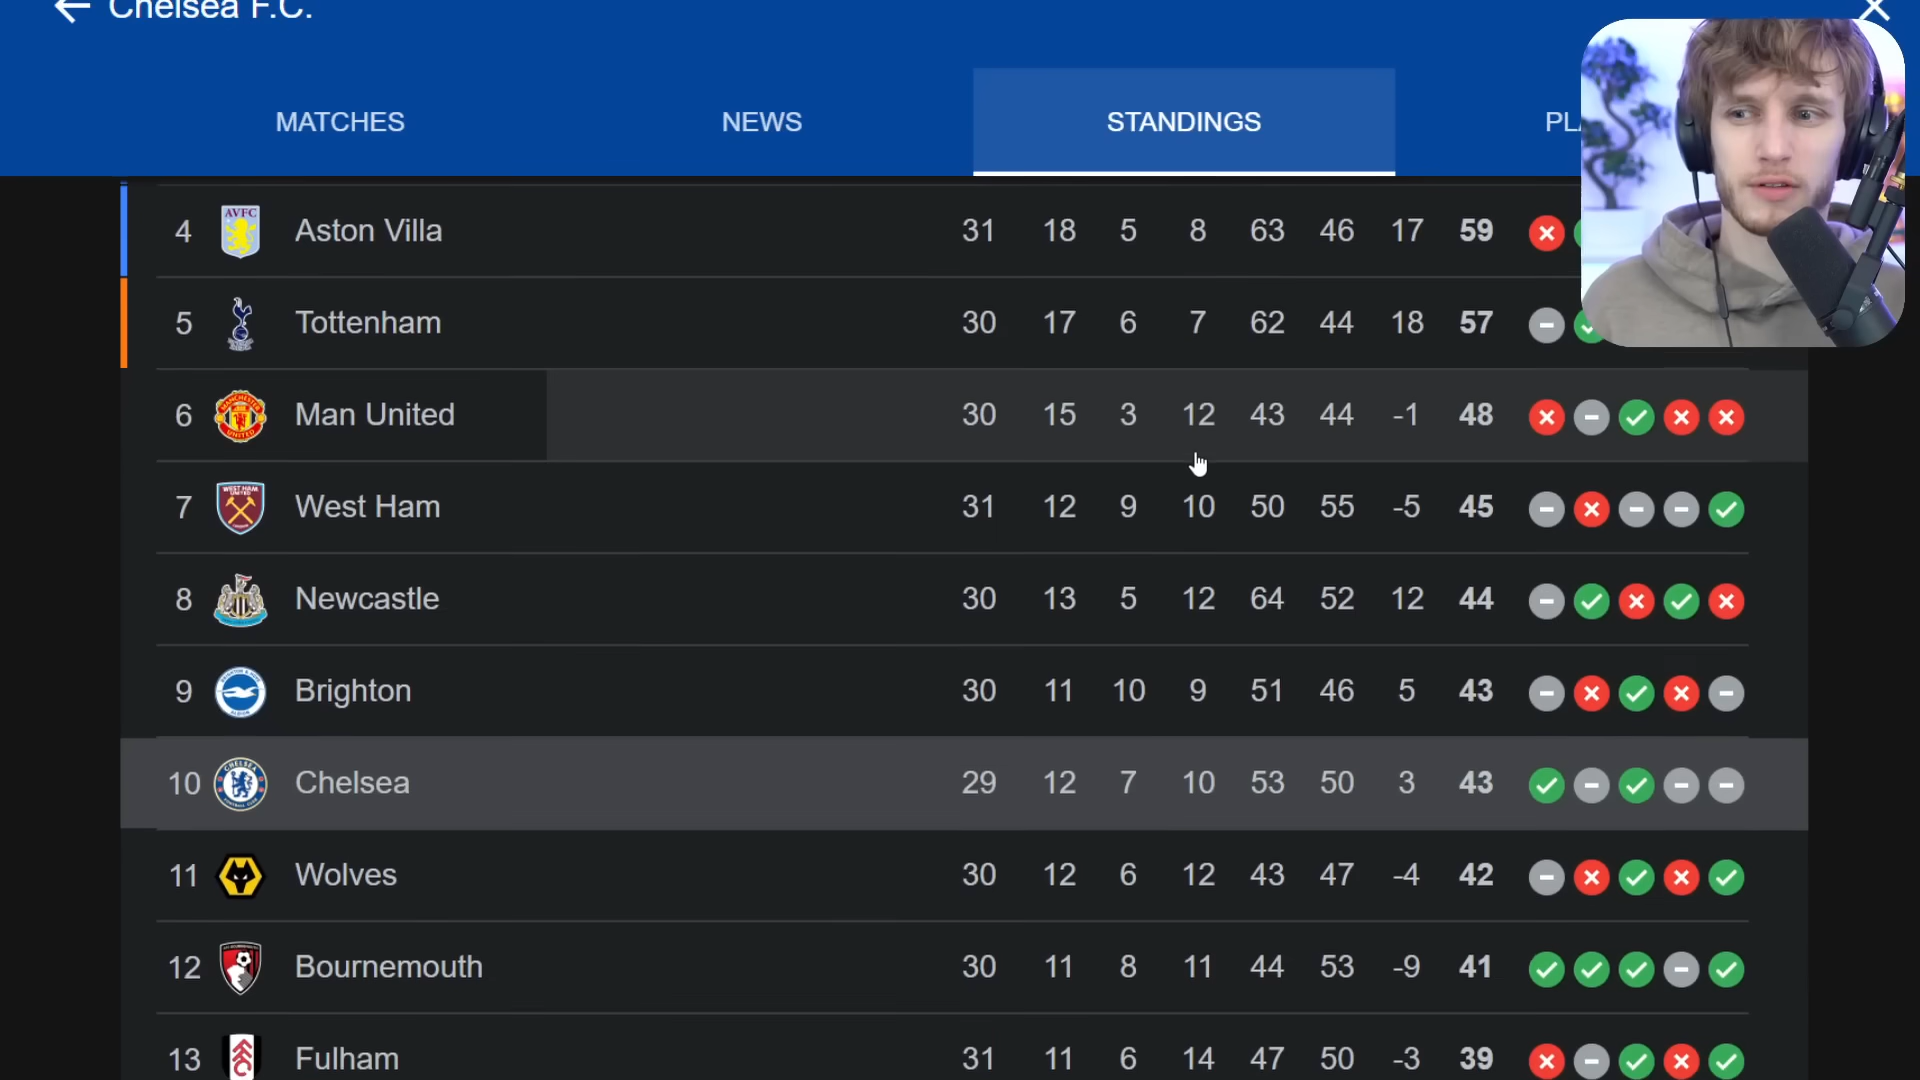 Chelsea F.C.
MATCHES NEWS STANDINGS
4 AVFC Aston Villa 31 18 5 8 63 46 17 59
5 Tottenham 30 17 6 7 62 44 18 57
6 Man United 30 15 3 12 43 44 -1 48
7 West Ham 31 12 9 10 50 55 -5 45
8 Newcastle 30 13 5 12 64 52 12 44
9 Brighton 30 11 10 9 51 46 5 43
10 Chelsea 29 12 7 10 53 50 3 43
11 Wolves 30 12 6 12 43 47 -4 42
12 Bournemouth 30 11 8 11 44 53 -9 41
13 Fulham 31 11 6 14 47 50 -3 39